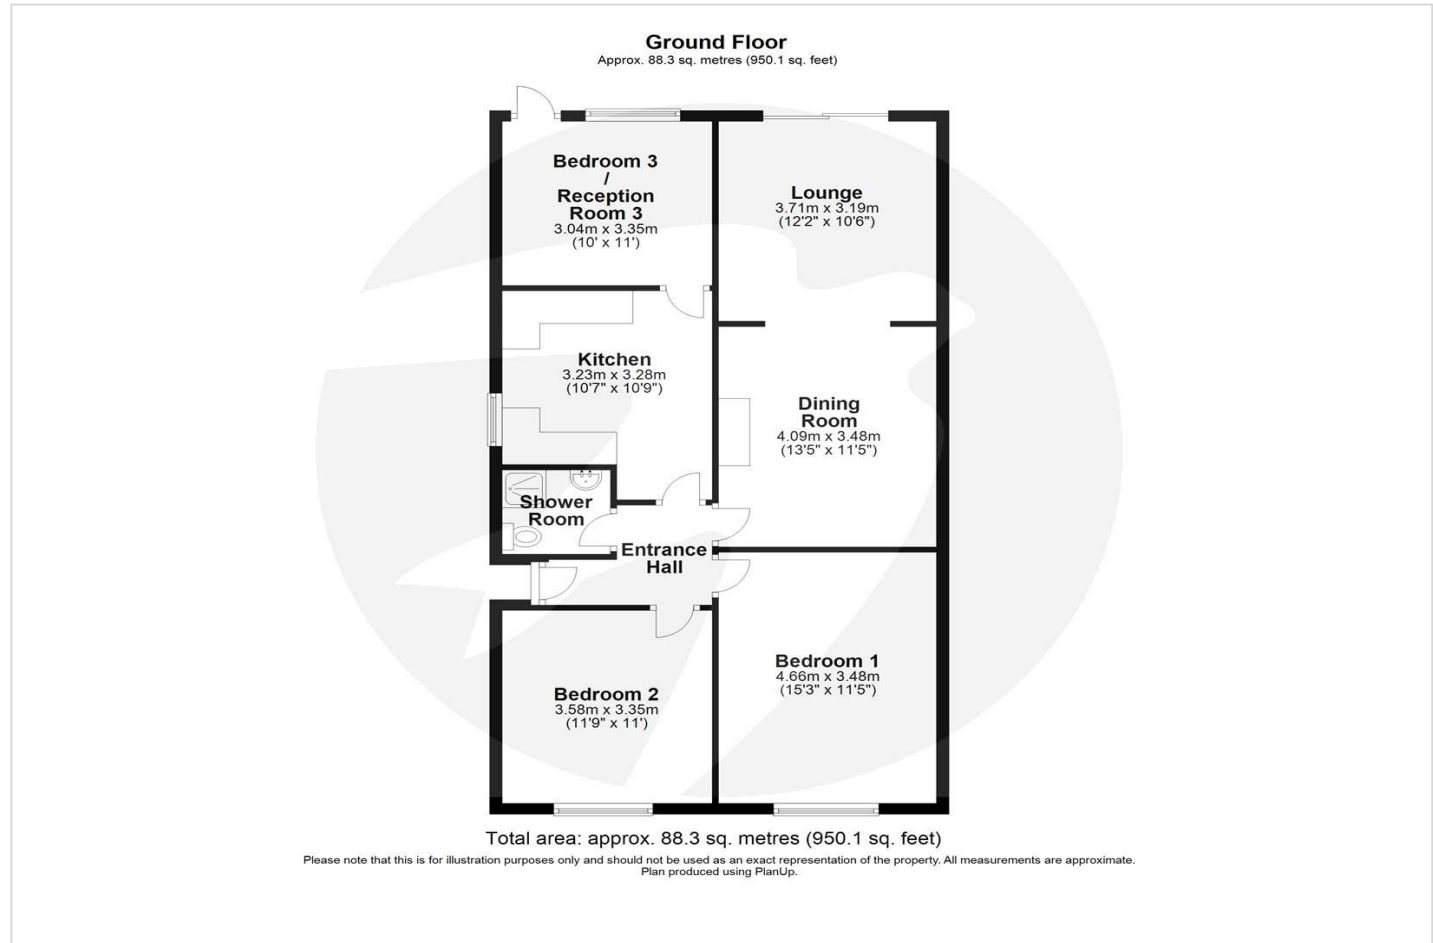 Ground Floor
Approx. 88.3 sq. metres (950.1 sq. feet)
Bedroom 3
/
Reception
Room 3
3.04m x 3.35m
(10' x 11')
Lounge
3.71m x 3.19m
(12'2" x 10'6")
Kitchen
3.23m x 3.28m
(10'7" x 10'9")
Dining
Room
4.09m x 3.48m
(13'5" x 11'5")
Shower
Room
Entrance
Hall
Bedroom 2
3.58m x 3.35m
(11'9" x 11')
Bedroom 1
4.66m x 3.48m
(15'3" x 11'5")
Total area: approx. 88.3 sq. metres (950.1 sq. feet)
Please note that this is for illustration purposes only and should not be used as an exact representation of the property. All measurements are approximate.
Plan produced using PlanUp.